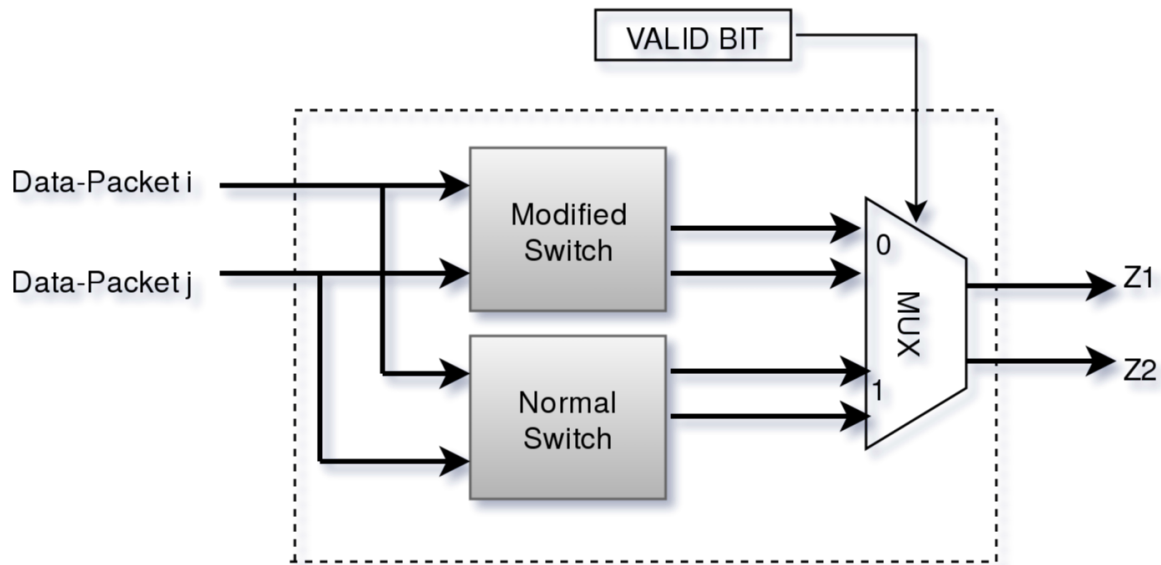 VALID BIT
Data-Packet i
Modified
Switch
0
Data-Packet j
Z1
MUX
Z2
1
Normal
Switch